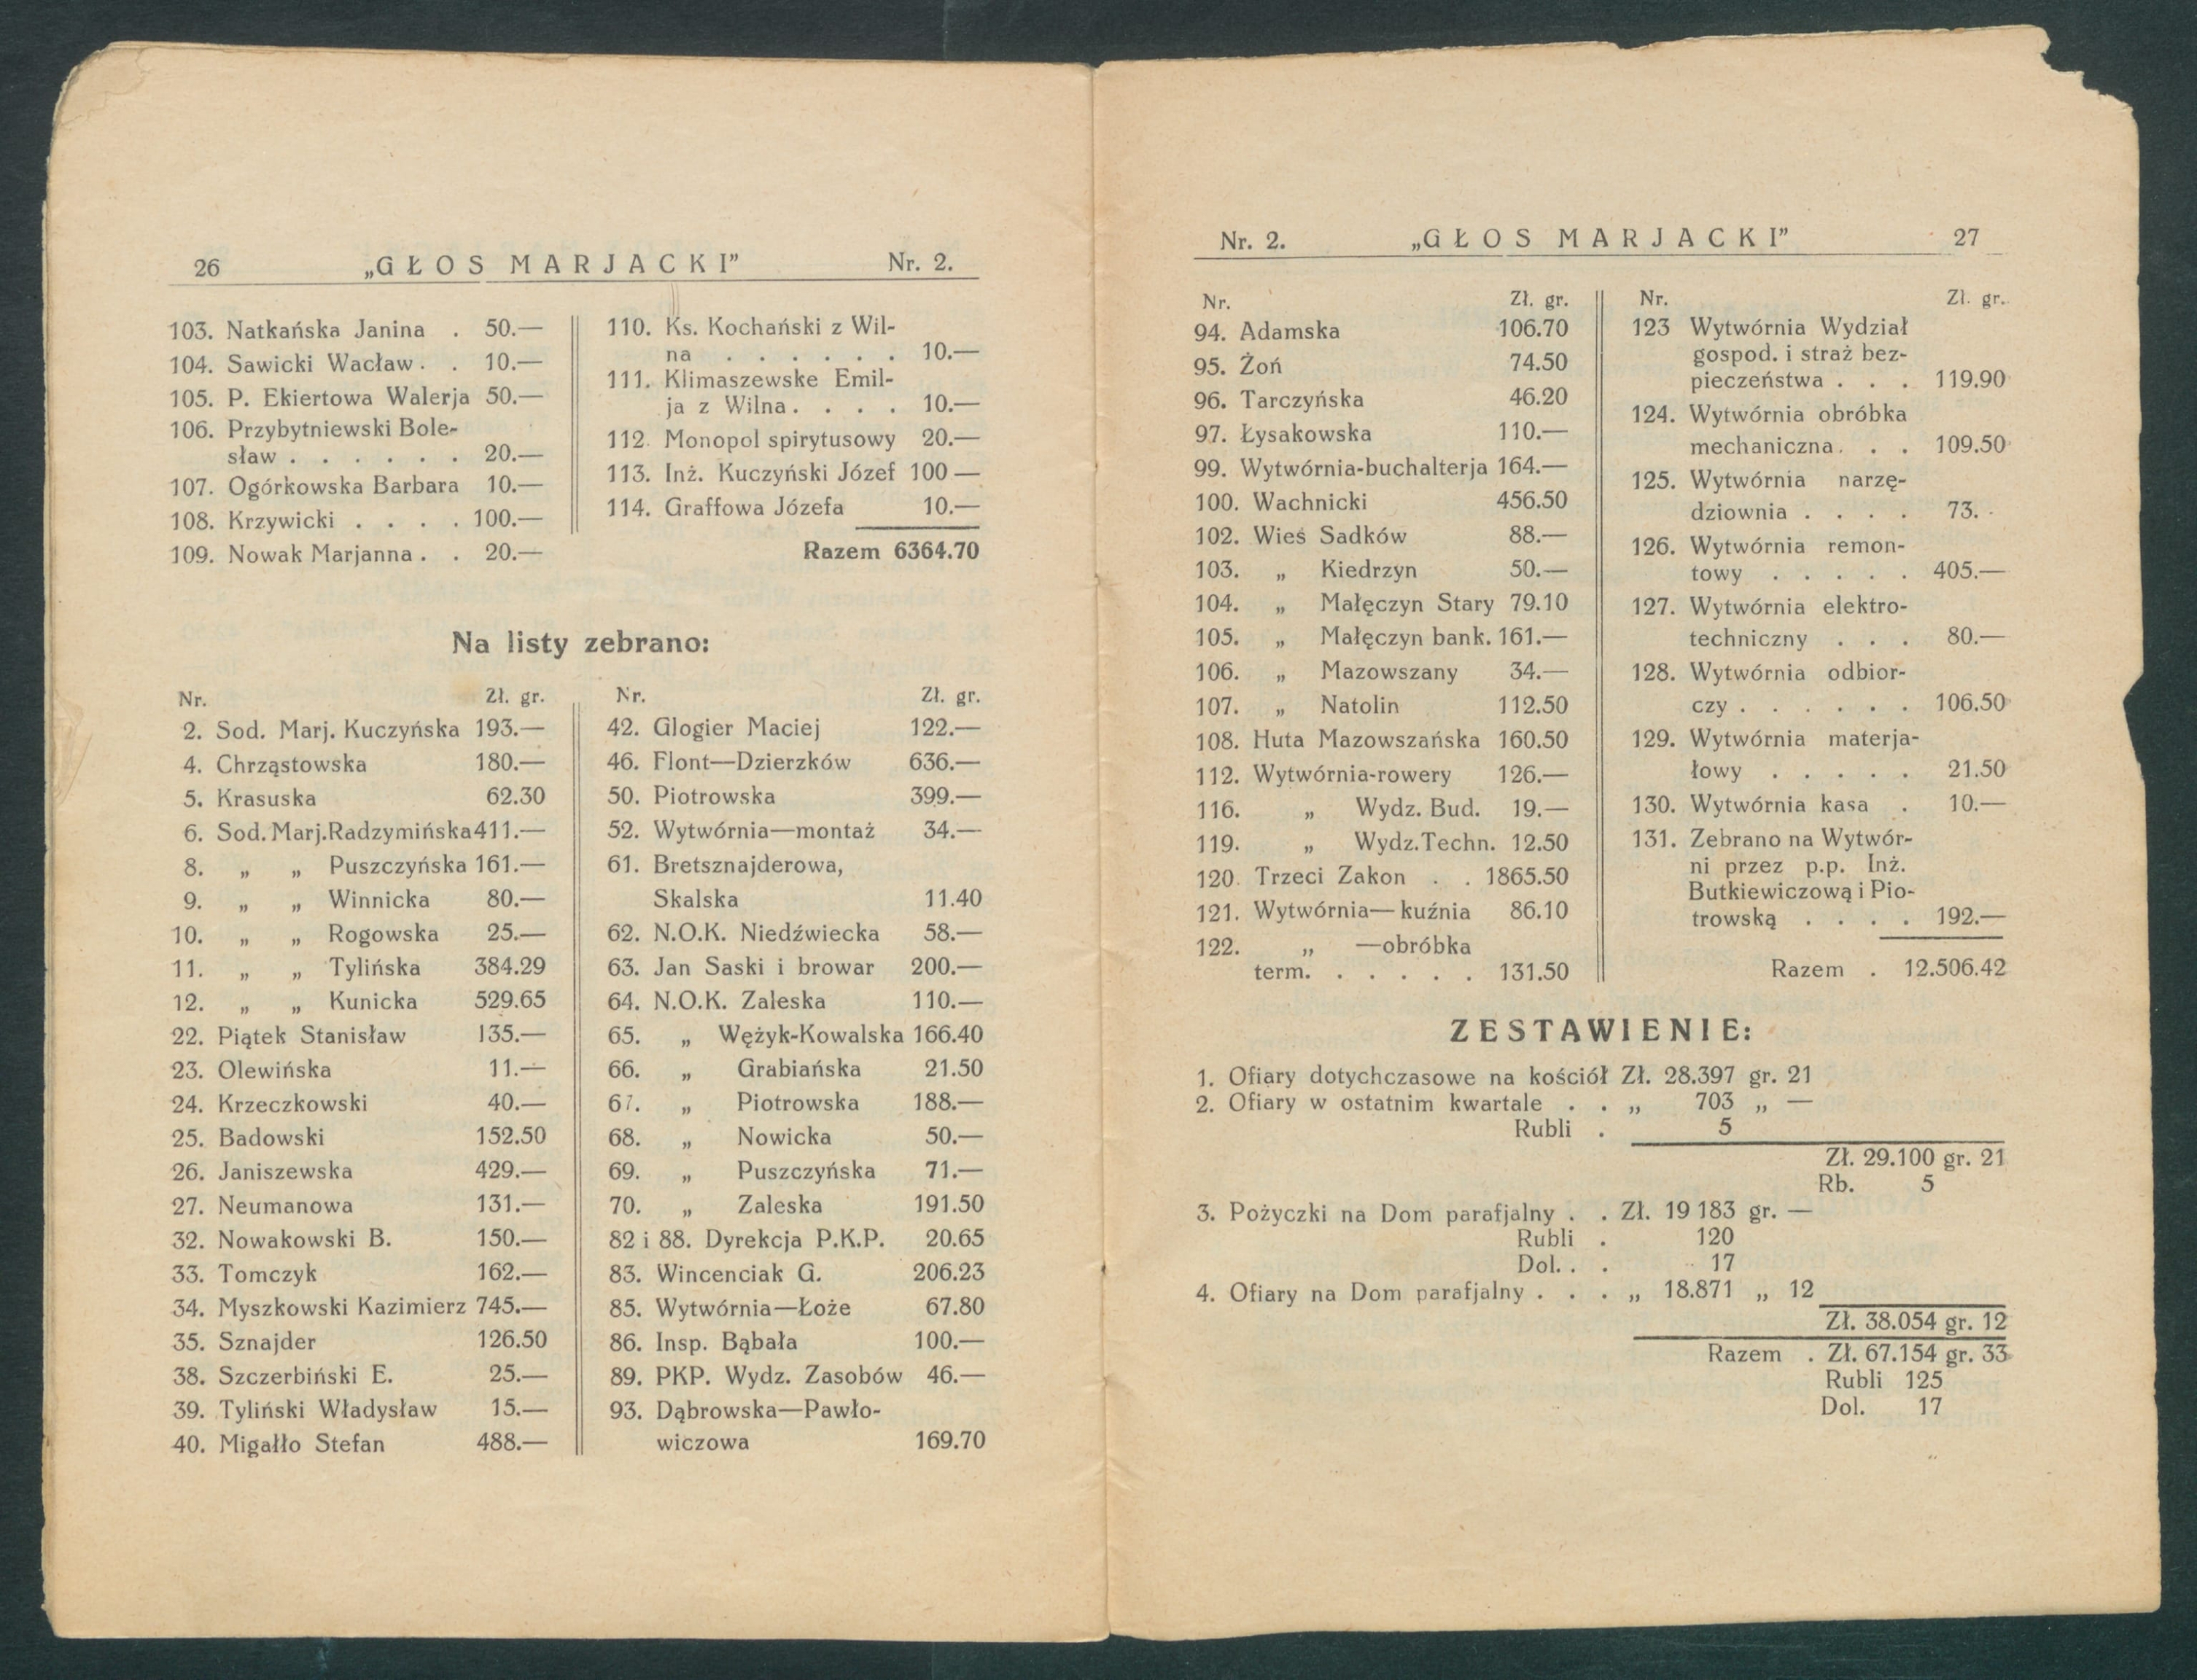 26 „GŁOS MARJACKI” Nr. 2.
103. Natkańska Janina . 50.—
104. Sawicki Wacław . . 10.—
105. P. Ekiertowa Walerja 50.—
106. Przybytniewski Bole-
sław . . . . . . 20.—
107. Ogórkowska Barbara 10.—
108. Krzywicki . . . . 100.—
109. Nowak Marjanna . . 20.—
110. Ks. Kochański z Wil-
na . . . . . . 10.—
111. Klimaszewske Emil-
ja z Wilna . . . . 10.—
112. Monopol spirytusowy 20.—
113. Inż. Kuczyński Józef 100 —
114. Graffowa Józefa 10.—
Razem 6364.70
Na listy zebrano:
Nr. Zł. gr.
2. Sod. Marj. Kuczyńska 193.—
4. Chrząstowska 180.—
5. Krasuska 62.30
6. Sod. Marj. Radzymińska 411.—
8. „ „ Puszczyńska 161.—
9. „ „ Winnicka 80.—
10. „ „ Rogowska 25.—
11. „ „ Tylińska 384.29
12. „ „ Kunicka 529.65
22. Piątek Stanisław 135.—
23. Olewińska 11.—
24. Krzeczkowski 40.—
25. Badowski 152.50
26. Janiszewska 429.—
27. Neumanowa 131.—
32. Nowakowski B. 150.—
33. Tomczyk 162.—
34. Myszkowski Kazimierz 745.—
35. Sznajder 126.50
38. Szczerbiński E. 25.—
39. Tyliński Władysław 15.—
40. Migałło Stefan 488.—
Nr. Zł. gr.
42. Glogier Maciej 122.—
46. Flont—Dzierzków 636.—
50. Piotrowska 399.—
52. Wytwórnia—montaż 34.—
61. Bretsznajderowa,
Skalska 11.40
62. N.O.K. Niedźwiecka 58.—
63. Jan Saski i browar 200.—
64. N.O.K. Zaleska 110.—
65. „ Wężyk-Kowalska 166.40
66. „ Grabiańska 21.50
67. „ Piotrowska 188.—
68. „ Nowicka 50.—
69. „ Puszczyńska 71.—
70. „ Zaleska 191.50
82 i 88. Dyrekcja P.K.P. 20.65
83. Wincenciak G. 206.23
85. Wytwórnia—Łoże 67.80
86. Insp. Bąbała 100.—
89. PKP. Wydz. Zasobów 46.—
93. Dąbrowska—Pawło-
wiczowa 169.70
Nr. 2. „GŁOS MARJACKI” 27
Nr. Zł. gr.
94. Adamska 106.70
95. Żoń 74.50
96. Tarczyńska 46.20
97. Łysakowska 110.—
99. Wytwórnia-buchalterja 164.—
100. Wachnicki 456.50
102. Wieś Sadków 88.—
103. „ Kiedrzyn 50.—
104. „ Małęczyn Stary 79.10
105. „ Małęczyn bank. 161.—
106. „ Mazowszany 34.—
107. „ Natolin 112.50
108. Huta Mazowszańska 160.50
112. Wytwórnia-rowery 126.—
116. „ Wydz. Bud. 19.—
119. „ Wydz. Techn. 12.50
120. Trzeci Zakon . . 1865.50
121. Wytwórnia—kuźnia 86.10
122. „ —obróbka
term. . . . . . 131.50
Nr. Zł. gr.
123 Wytwórnia Wydział
gospod. i straż bez-
pieczeństwa . . . 119.90
124. Wytwórnia obróbka
mechaniczna . . . 109.50
125. Wytwórnia narzę-
dziownia . . . . 73. -
126. Wytwórnia remon-
towy . . . . . 405.—
127. Wytwórnia elektro-
techniczny . . . 80.—
128. Wytwórnia odbior-
czy . . . . . . 106.50
129. Wytwórnia materja-
łowy . . . . . 21.50
130. Wytwórnia kasa . 10.—
131. Zebrano na Wytwór-
ni przez p.p. Inż.
Butkiewiczową i Pio-
trowską . . . . 192.—
Razem . 12.506.42
ZESTAWIENIE:
1. Ofiary dotychczasowe na kościół Zł. 28.397 gr. 21
2. Ofiary w ostatnim kwartale . . „ 703 „ —
Rubli . 5
Zł. 29.100 gr. 21
Rb. 5
3. Pożyczki na Dom parafjalny . . Zł. 19 183 gr. —
Rubli . 120
Dol. . . 17
4. Ofiary na Dom parafjalny . . . „ 18.871 „ 12
Zł. 38.054 gr. 12
Razem . Zł. 67.154 gr. 33
Rubli 125
Dol. 17